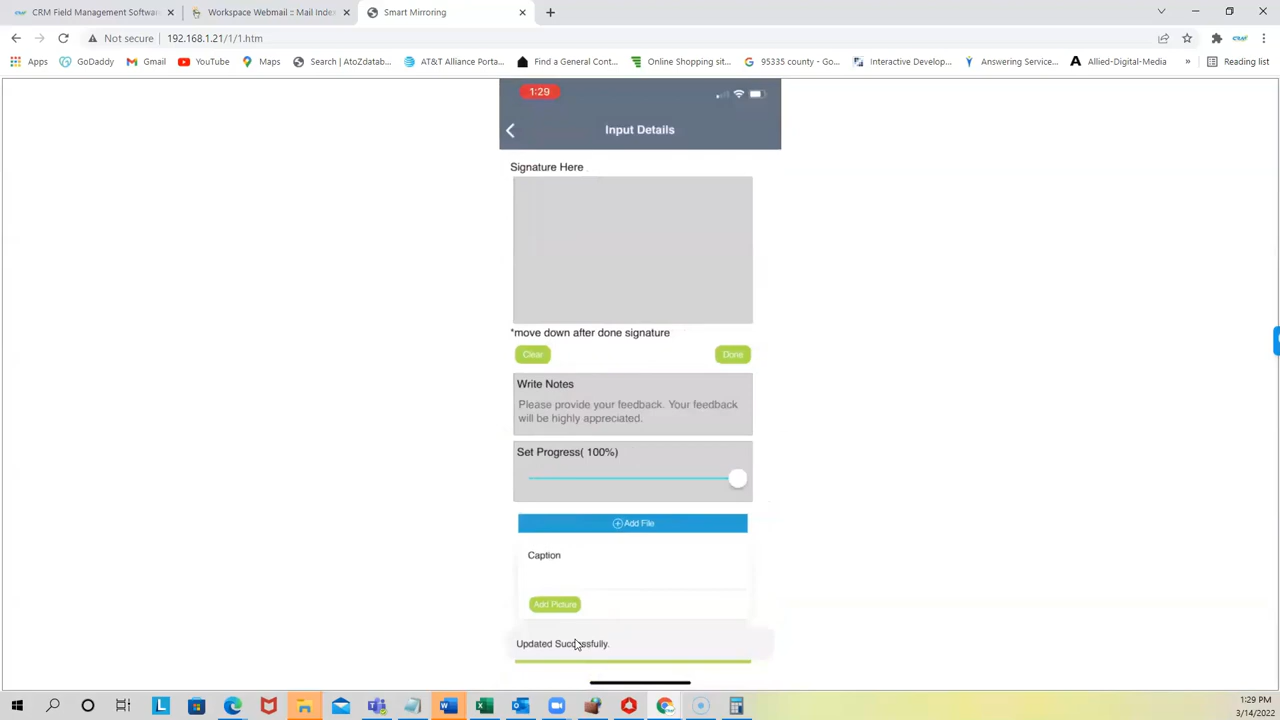 CRM Field Management Softwar
Workspace Webmail :: Mail Index
Smart Mirroring
Not secure
192.168.1.21/1/1.htm
Apps
GoDaddy
Gmail
YouTube
Maps
Search | AtoZdatab...
AT&T Alliance Porta...
Find a General Cont...
Online Shopping sit...
95335 county - Go...
Interactive Develop...
Answering Service...
Allied-Digital-Media
»
Reading list
1:29
Input Details
Signature Here
*move down after done signature
Clear
Done
Write Notes
Please provide your feedback. Your feedback
will be highly appreciated.
Set Progress( 100%)
Add File
Caption
Add Picture
Updated Successfully.
1:29 PM
3/14/2022